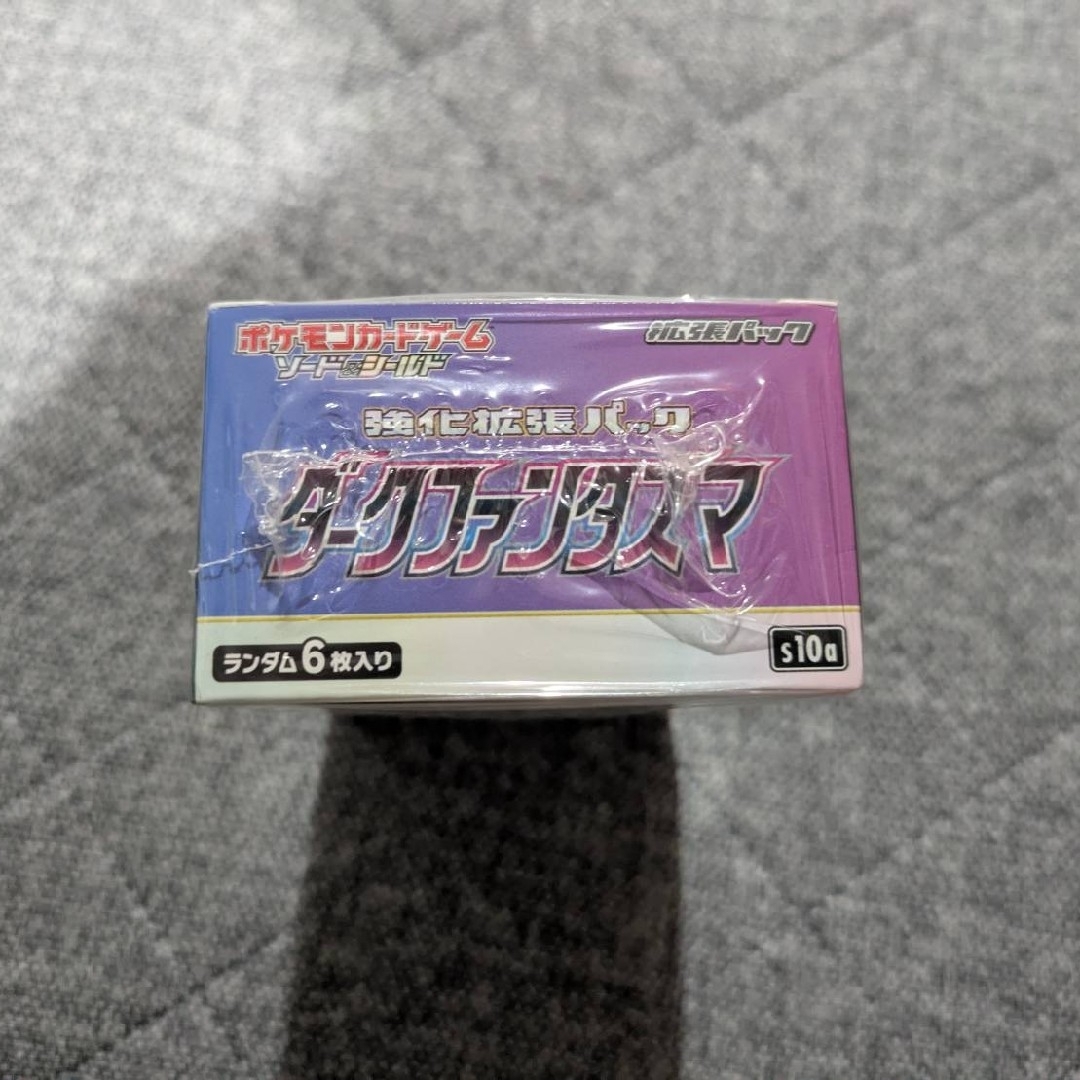 ポケモンカードゲーム
ソード&シールド
拡張パック
強化拡張パック
ダークファンタズマ
ランダム6枚入り
s10a